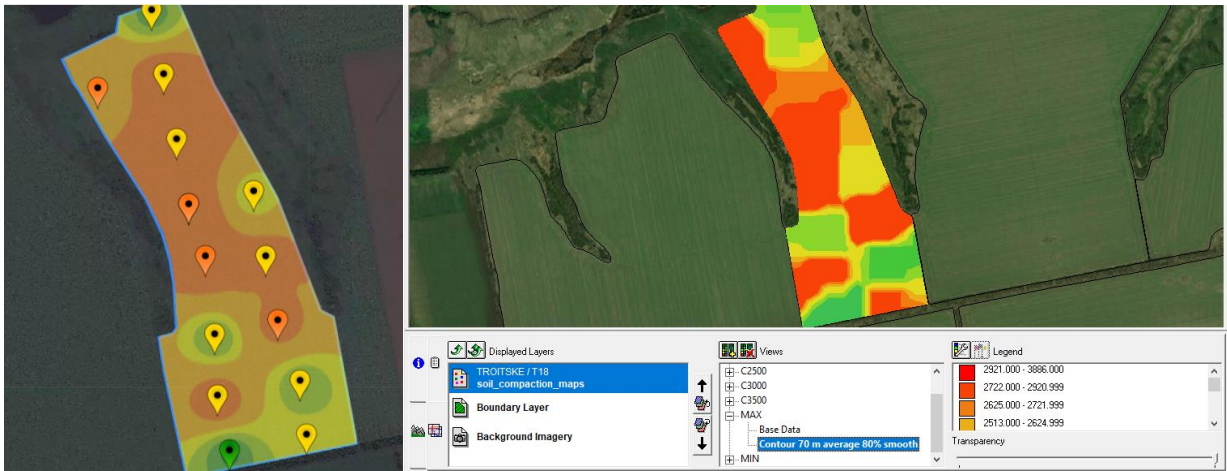 Displayed Layers
TROITSKE / T18
soil_compaction_maps
Boundary Layer
Background Imagery
Views
C2500
C3000
C3500
MAX
Base Data
Contour 70 m average 80% smooth
MIN
Legend
2921.000 - 3886.000
2722.000 - 2920.999
2625.000 - 2721.999
2513.000 - 2624.999
Transparency